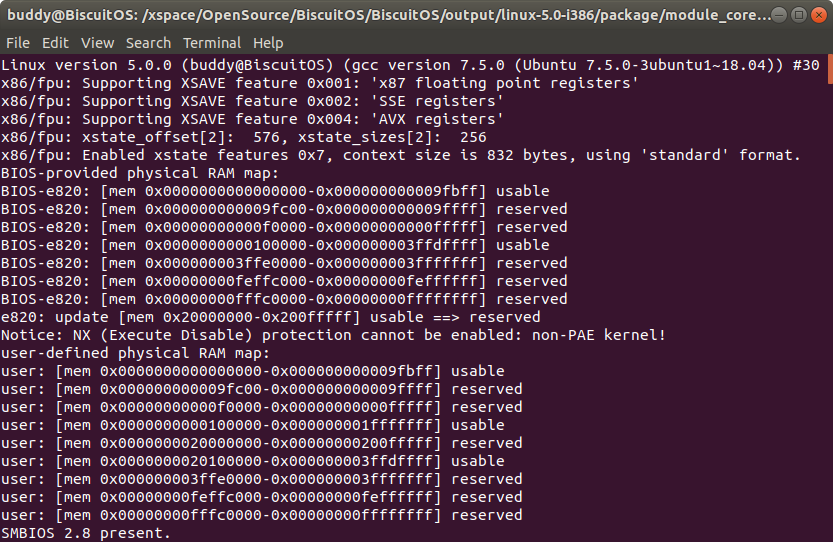 buddy@BiscuitOS: /xspace/OpenSource/BiscuitOS/BiscuitOS/output/linux-5.0-i386/package/module_core...
File Edit View Search Terminal Help
Linux version 5.0.0 (buddy@BiscuitOS) (gcc version 7.5.0 (Ubuntu 7.5.0-3ubuntu1~18.04)) #30
x86/fpu: Supporting XSAVE feature 0x001: 'x87 floating point registers'
x86/fpu: Supporting XSAVE feature 0x002: 'SSE registers'
x86/fpu: Supporting XSAVE feature 0x004: 'AVX registers'
x86/fpu: xstate_offset[2]:  576, xstate_sizes[2]:  256
x86/fpu: Enabled xstate features 0x7, context size is 832 bytes, using 'standard' format.
BIOS-provided physical RAM map:
BIOS-e820: [mem 0x0000000000000000-0x000000000009fbff] usable
BIOS-e820: [mem 0x000000000009fc00-0x000000000009ffff] reserved
BIOS-e820: [mem 0x00000000000f0000-0x00000000000fffff] reserved
BIOS-e820: [mem 0x0000000000100000-0x000000003ffdffff] usable
BIOS-e820: [mem 0x000000003ffe0000-0x000000003fffffff] reserved
BIOS-e820: [mem 0x00000000feffc000-0x00000000feffffff] reserved
BIOS-e820: [mem 0x00000000fffc0000-0x00000000ffffffff] reserved
e820: update [mem 0x20000000-0x200fffff] usable ==> reserved
Notice: NX (Execute Disable) protection cannot be enabled: non-PAE kernel!
user-defined physical RAM map:
user: [mem 0x0000000000000000-0x000000000009fbff] usable
user: [mem 0x000000000009fc00-0x000000000009ffff] reserved
user: [mem 0x00000000000f0000-0x00000000000fffff] reserved
user: [mem 0x0000000000100000-0x000000001fffffff] usable
user: [mem 0x0000000020000000-0x00000000200fffff] reserved
user: [mem 0x0000000020100000-0x000000003ffdffff] usable
user: [mem 0x000000003ffe0000-0x000000003fffffff] reserved
user: [mem 0x00000000feffc000-0x00000000feffffff] reserved
user: [mem 0x00000000fffc0000-0x00000000ffffffff] reserved
SMBIOS 2.8 present.